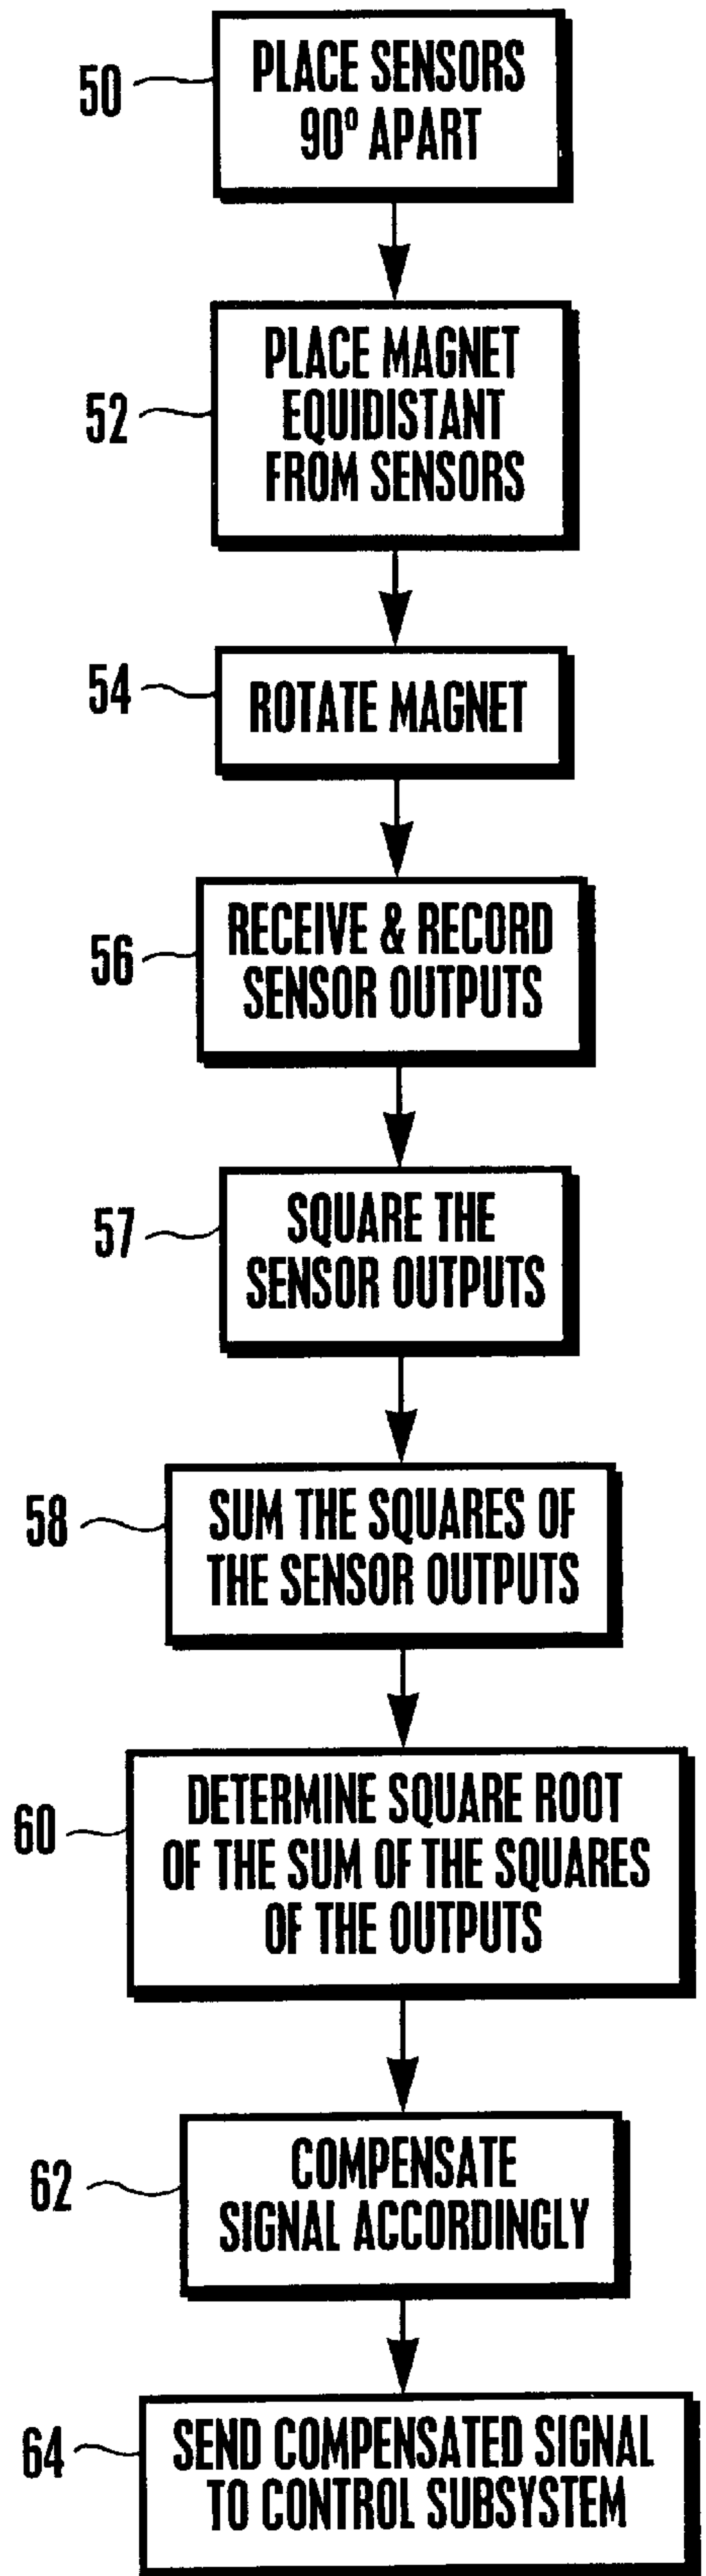 50
PLACE SENSORS
90° APART
52
PLACE MAGNET
EQUIDISTANT
FROM SENSORS
54
ROTATE MAGNET
56
RECEIVE & RECORD
SENSOR OUTPUTS
57
SQUARE THE
SENSOR OUTPUTS
58
SUM THE SQUARES OF
THE SENSOR OUTPUTS
60
DETERMINE SQUARE ROOT
OF THE SUM OF THE SQUARES
OF THE OUTPUTS
62
COMPENSATE
SIGNAL ACCORDINGLY
64
SEND COMPENSATED SIGNAL
TO CONTROL SUBSYSTEM